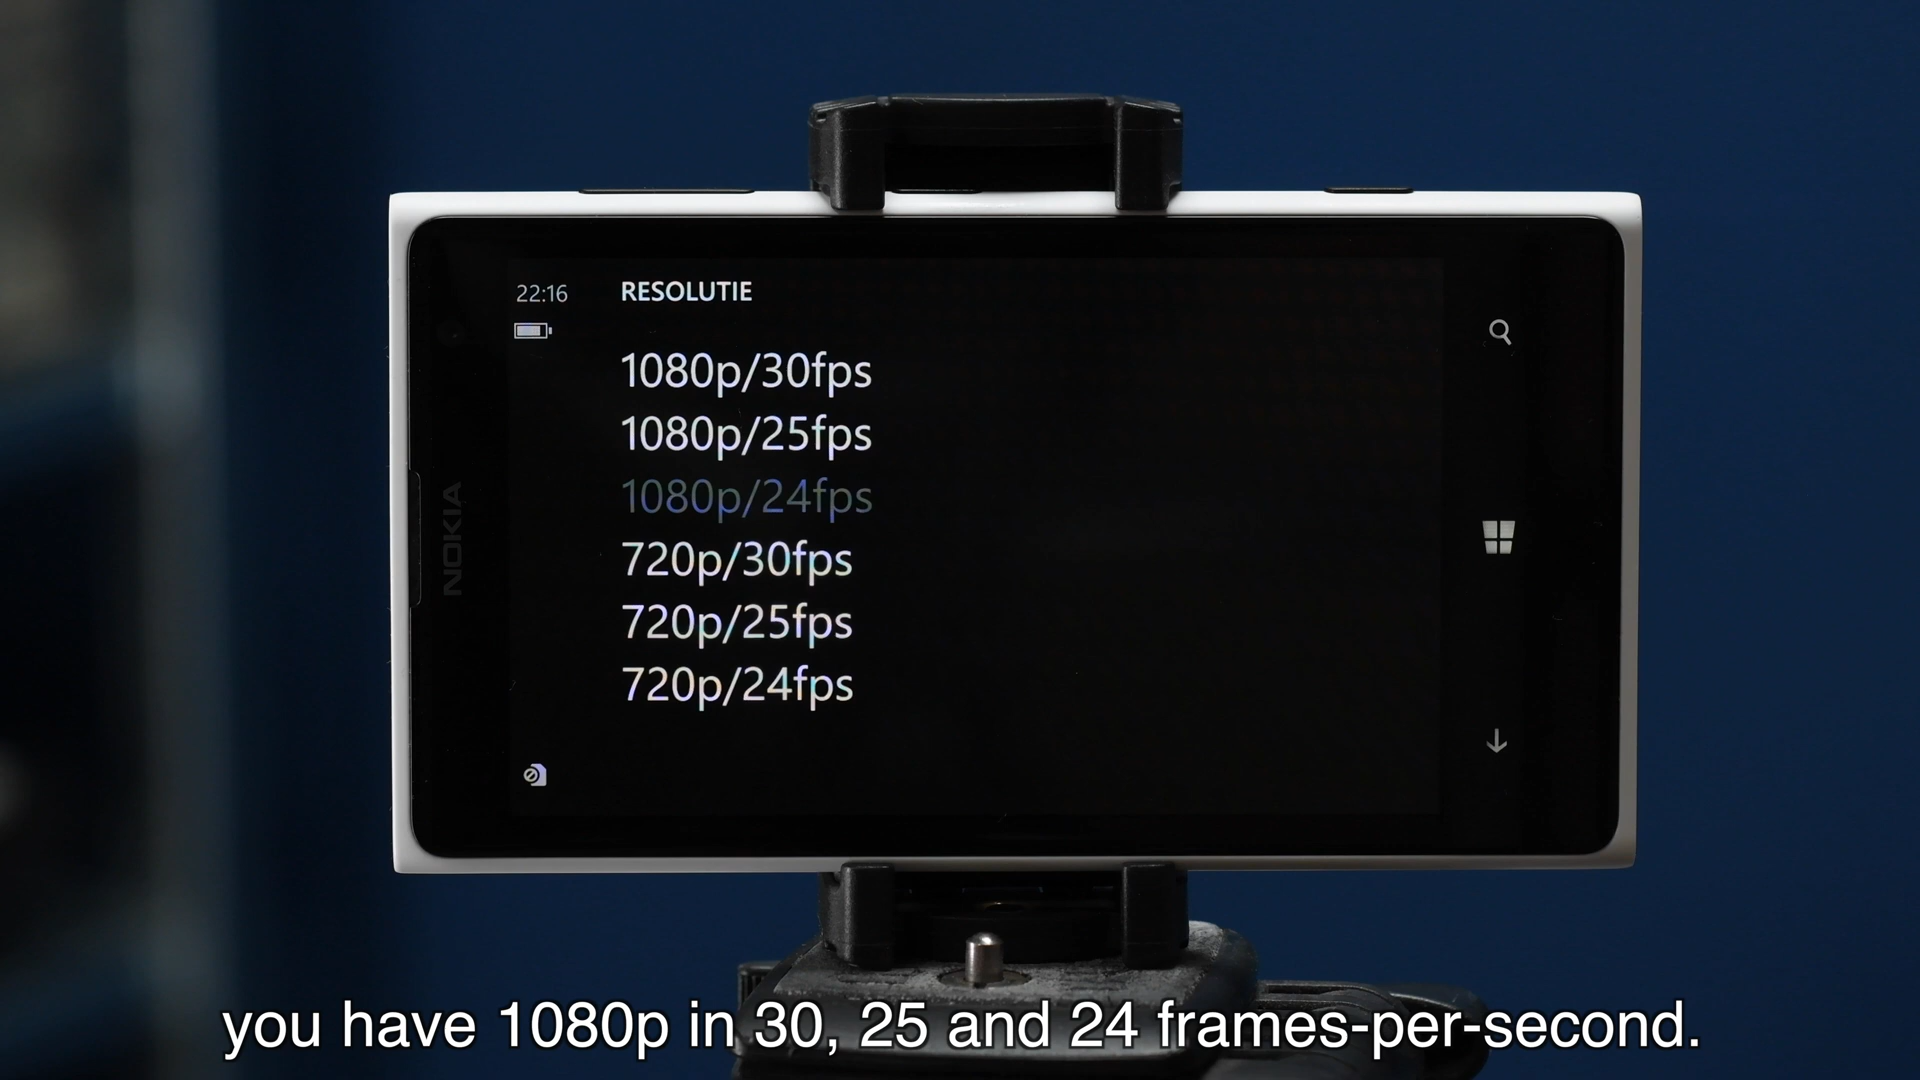 22:16
RESOLUTIE
1080p/30fps
1080p/25fps
1080p/24fps
720p/30fps
720p/25fps
720p/24fps
NOKIA
you have 1080p in 30, 25 and 24 frames-per-second.